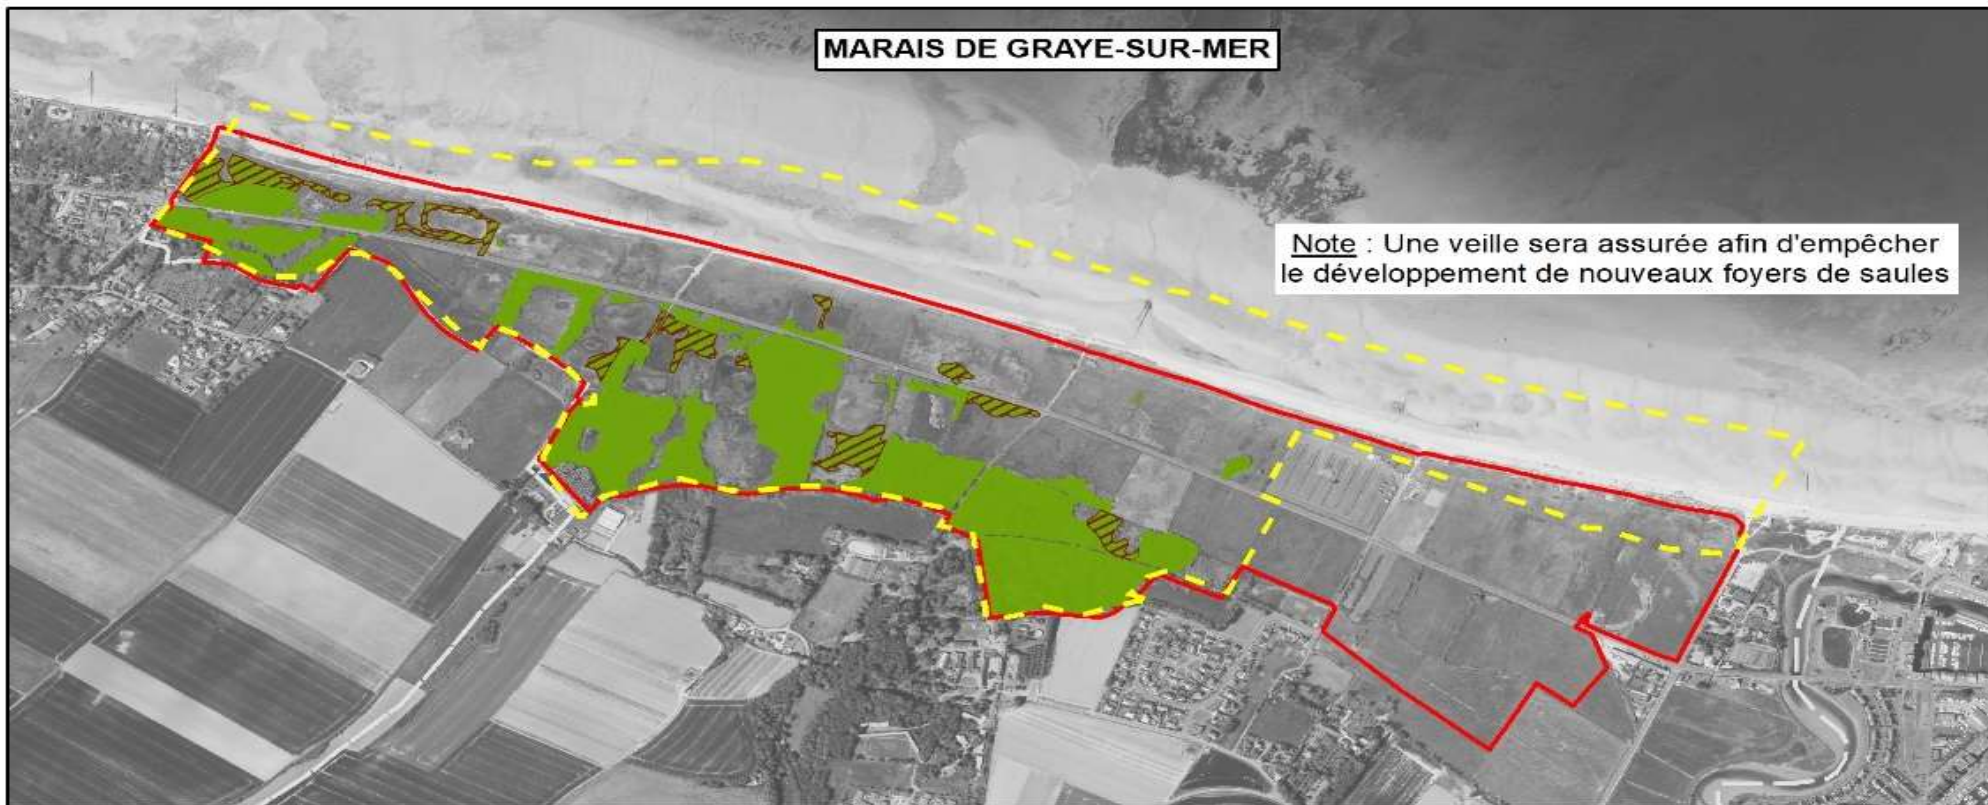 MARAIS DE GRAYE-SUR-MER
Note : Une veille sera assurée afin d'empêcher
le développement de nouveaux foyers de saules